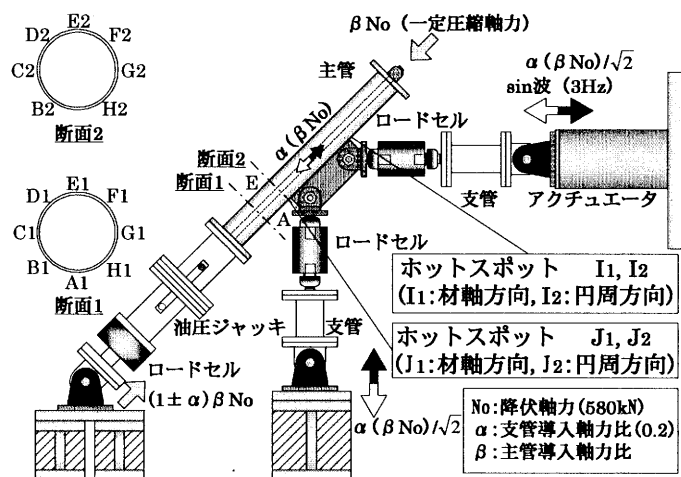 E2
D2
F2
C2
G2
B2
H2
断面2
E1
D1
F1
C1
G1
B1
H1
A1
断面1
βNo（一定圧縮軸力）
主管
α(βNo)
断面2
断面1
E
A
ロードセル
α(βNo)/√2
sin波 (3Hz)
支管
アクチュエータ
ロードセル
油圧ジャッキ
支管
ロードセル
(1±α)βNo
α(βNo)/√2
ホットスポット I1, I2
(I1:材軸方向, I2:円周方向)
ホットスポット J1, J2
(J1:材軸方向, J2:円周方向)
No:降伏軸力(580kN)
α:支管導入軸力比(0.2)
β:主管導入軸力比